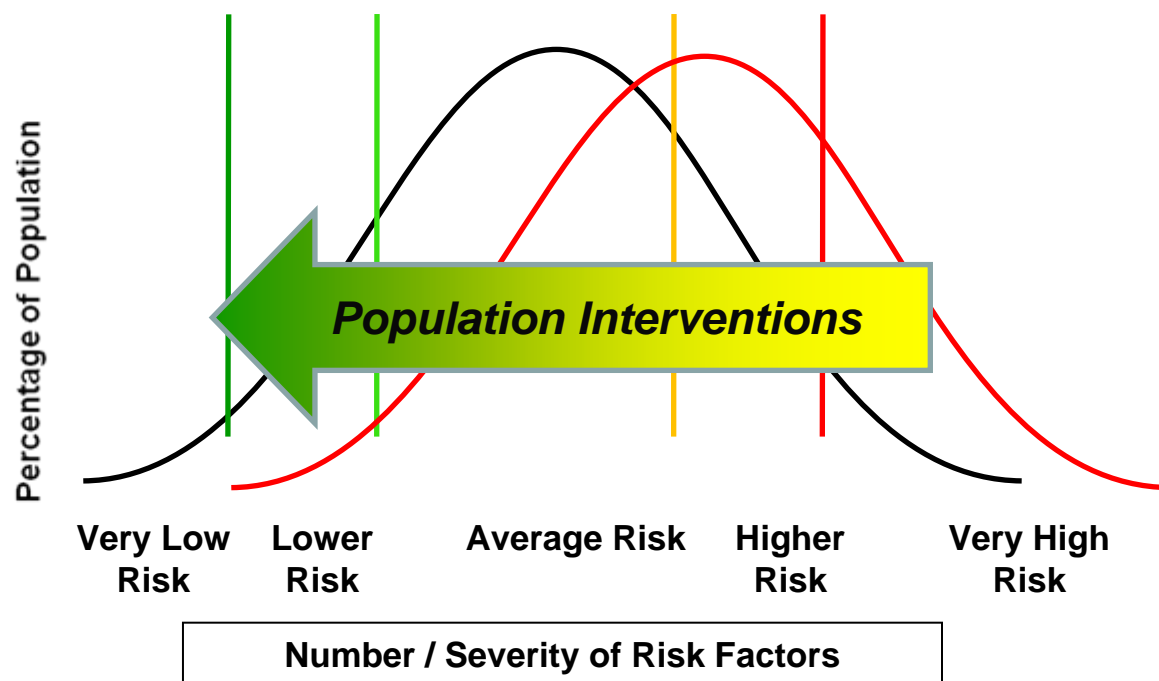 Percentage of Population
Population Interventions
Very Low
Risk
Lower
Risk
Average Risk
Higher
Risk
Very High
Risk
Number / Severity of Risk Factors